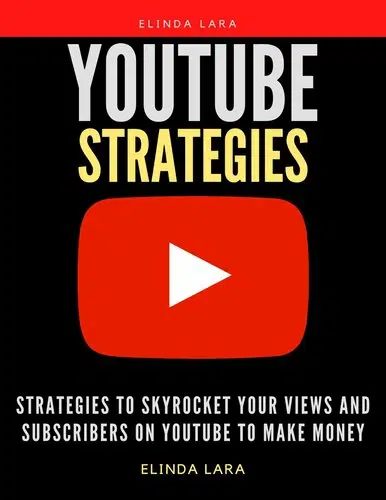 ELINDA LARA
YOUTUBE
STRATEGIES
STRATEGIES TO SKYROCKET YOUR VIEWS AND
SUBSCRIBERS ON YOUTUBE TO MAKE MONEY
ELINDA LARA